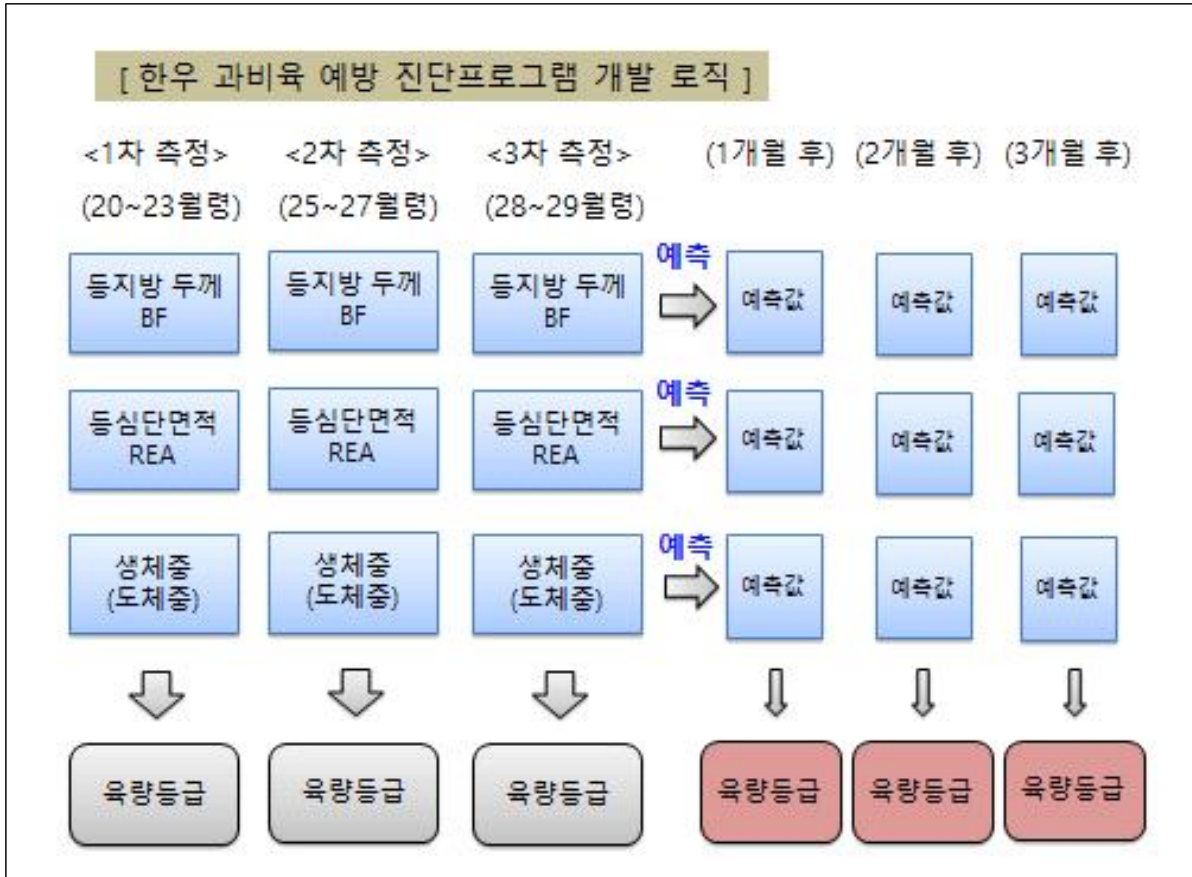 [ 한우 과비육 예방 진단프로그램 개발 로직 ]
<1차 측정> <2차 측정> <3차 측정> (1개월 후) (2개월 후) (3개월 후)
(20~23월령) (25~27월령) (28~29월령)
예측
등지방 두께 등지방 두께 등지방 두께
BF BF BF
예측값 예측값 예측값
예측
등심단면적 등심단면적 등심단면적
REA REA REA
예측값 예측값 예측값
예측
생체중 생체중 생체중
(도체중) (도체중) (도체중)
예측값 예측값 예측값
육량등급 육량등급 육량등급 육량등급 육량등급 육량등급